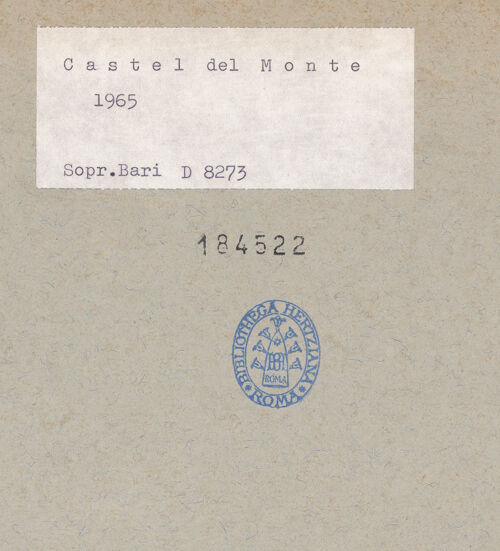 Castel del Monte
1965
Sopr.Bari D 8273
184522
BIBLIOTHECA HERTZIANA
ROMA
ROMA